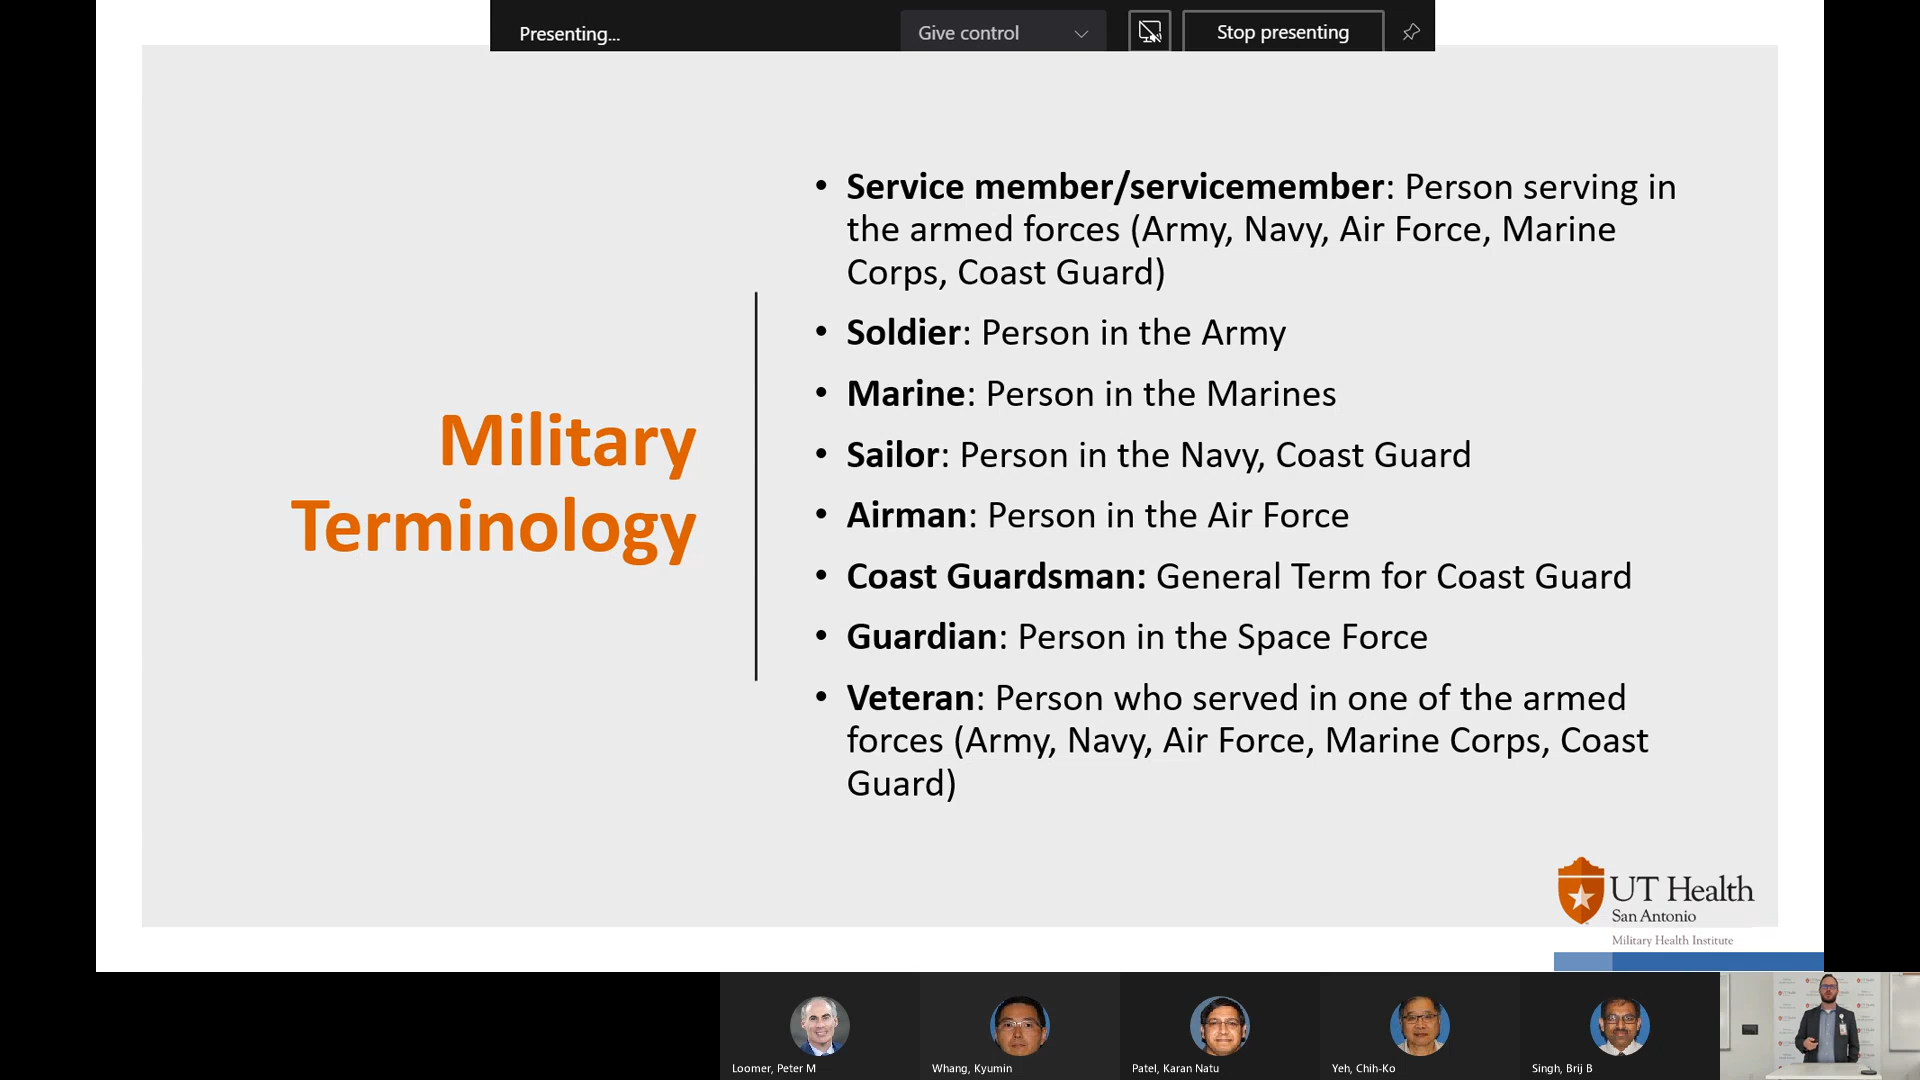 Presenting...
Give control
Stop presenting
Military
Terminology
• Service member/servicemember: Person serving in
the armed forces (Army, Navy, Air Force, Marine
Corps, Coast Guard)
• Soldier: Person in the Army
• Marine: Person in the Marines
• Sailor: Person in the Navy, Coast Guard
• Airman: Person in the Air Force
• Coast Guardsman: General Term for Coast Guard
• Guardian: Person in the Space Force
• Veteran: Person who served in one of the armed
forces (Army, Navy, Air Force, Marine Corps, Coast
Guard)
UT Health
San Antonio
Military Health Institute
Loomer, Peter M
Whang, Kyumin
Patel, Karan Natu
Yeh, Chih-Ko
Singh, Brij B